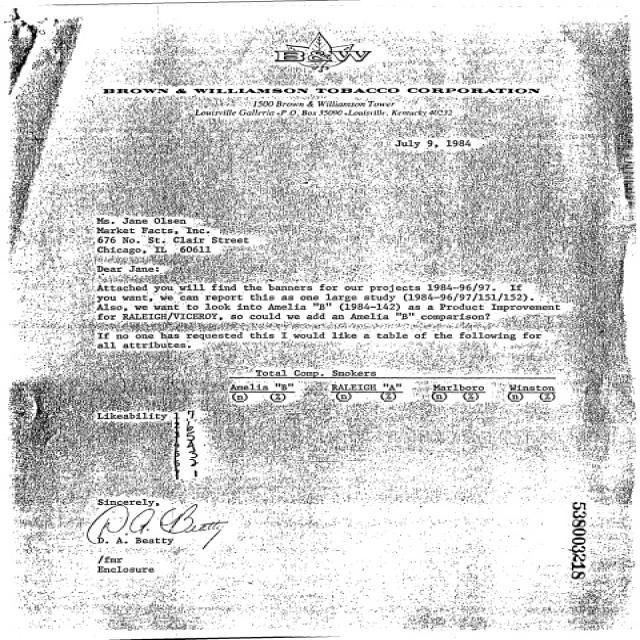 B&W
BROWN & WILLIAMSON TOBACCO CORPORATION
1500 Brown & Williamson Tower
Louisville Galleria • P.O. Box 35090 • Louisville, Kentucky 40232
July 9, 1984
Ms. Jane Olsen
Market Facts, Inc.
676 No. St. Clair Street
Chicago, IL 60611
Dear Jane:
Attached you will find the banners for our projects 1984-96/97. If
you want, we can report this as one large study (1984-96/97/151/152).
Also, we want to look into Amelia "B" (1984-142) as a Product Improvement
for RALEIGH/VICEROY, so could we add an Amelia "B" comparison?
If no one has requested this I would like a table of the following for
all attributes.
Total Comp. Smokers
Amelia "B" RALEIGH "A" Marlboro Winston
(n) (%) (n) (%) (n) (%) (n) (%)
Likeability
Sincerely,
D. A. Beatty
D. A. Beatty
/fmr
Enclosure
538003218